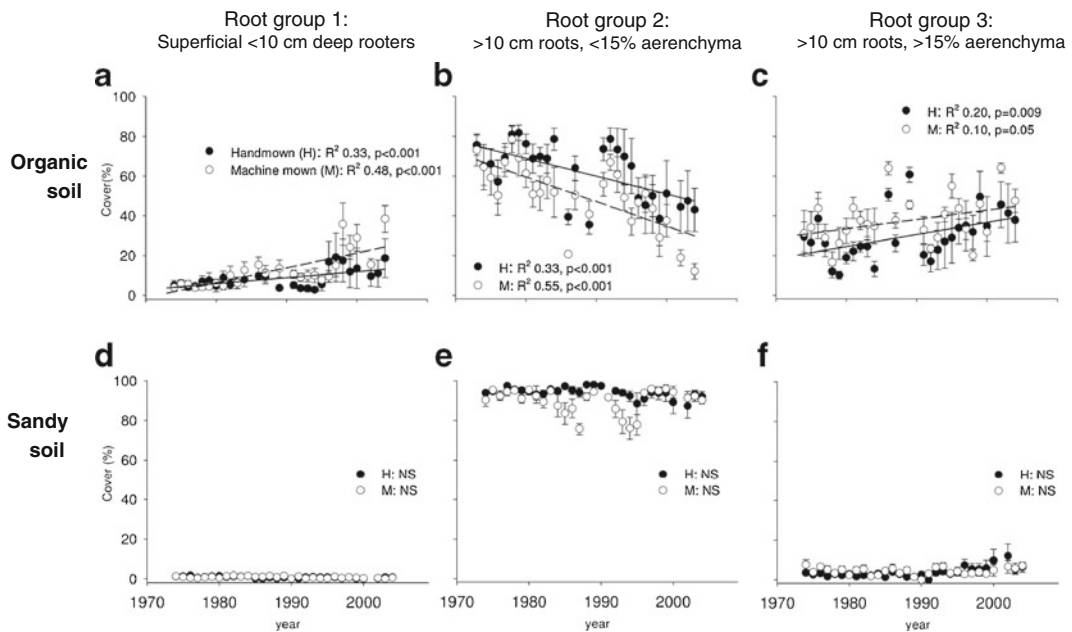 Root group 1:
Superficial <10 cm deep rooters
Root group 2:
>10 cm roots, <15% aerenchyma
Root group 3:
>10 cm roots, >15% aerenchyma
Organic
soil
a
100
80
60
40
20
0
Cover(%)
Handmown (H): R² 0.33, p<0.001
Machine mown (M): R² 0.48, p<0.001
b
H: R² 0.33, p<0.001
M: R² 0.55, p<0.001
c
H: R² 0.20, p=0.009
M: R² 0.10, p=0.05
Sandy
soil
d
100
80
60
40
20
0
Cover (%)
H: NS
M: NS
1970
1980
1990
2000
year
e
H: NS
M: NS
1970
1980
1990
2000
year
f
H: NS
M: NS
1970
1980
1990
2000
year